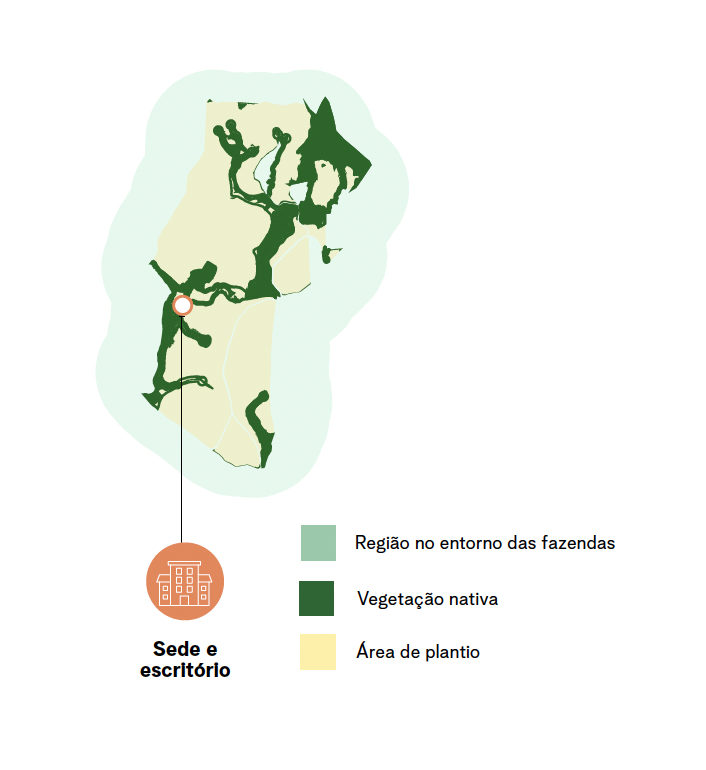 Região no entorno das fazendas
Vegetação nativa
Área de plantio
Sede e
escritório